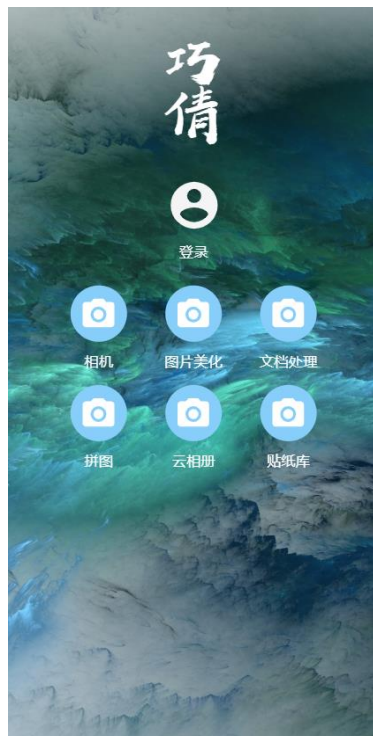 巧
倩
登录
相机 图片美化 文档处理
拼图 云相册 贴纸库